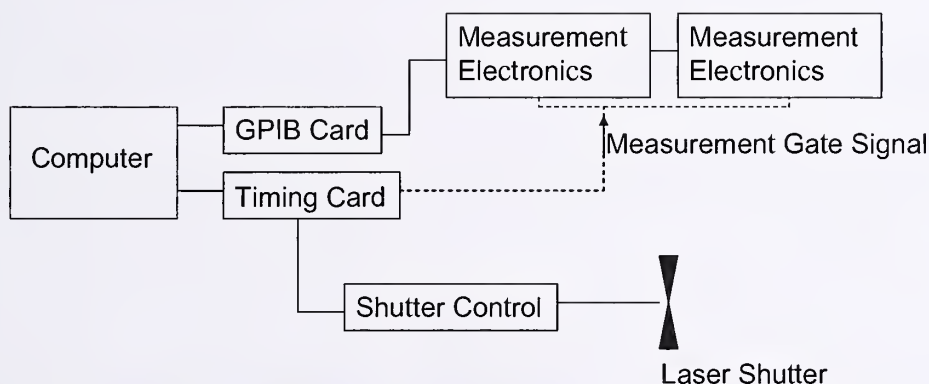 Measurement
Electronics
Measurement
Electronics
GPIB Card
Computer
Measurement Gate Signal
Timing Card
Shutter Control
Laser Shutter